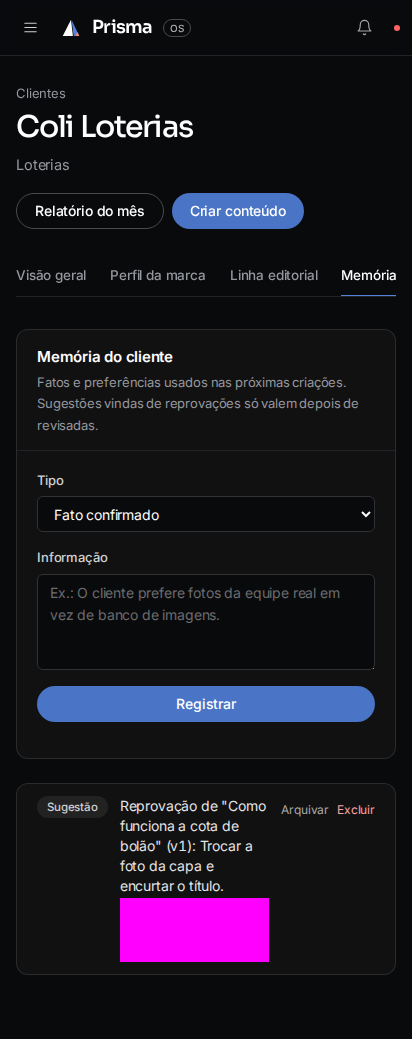 Prisma OS
Clientes
Coli Loterias
Loterias
Relatório do mês Criar conteúdo
Visão geral Perfil da marca Linha editorial Memória
Memória do cliente
Fatos e preferências usados nas próximas criações.
Sugestões vindas de reprovações só valem depois de
revisadas.
Tipo
Fato confirmado
Informação
Ex.: O cliente prefere fotos da equipe real em
vez de banco de imagens.
Registrar
Sugestão Reprovação de "Como Arquivar Excluir
funciona a cota de
bolão" (v1): Trocar a
foto da capa e
encurtar o título.